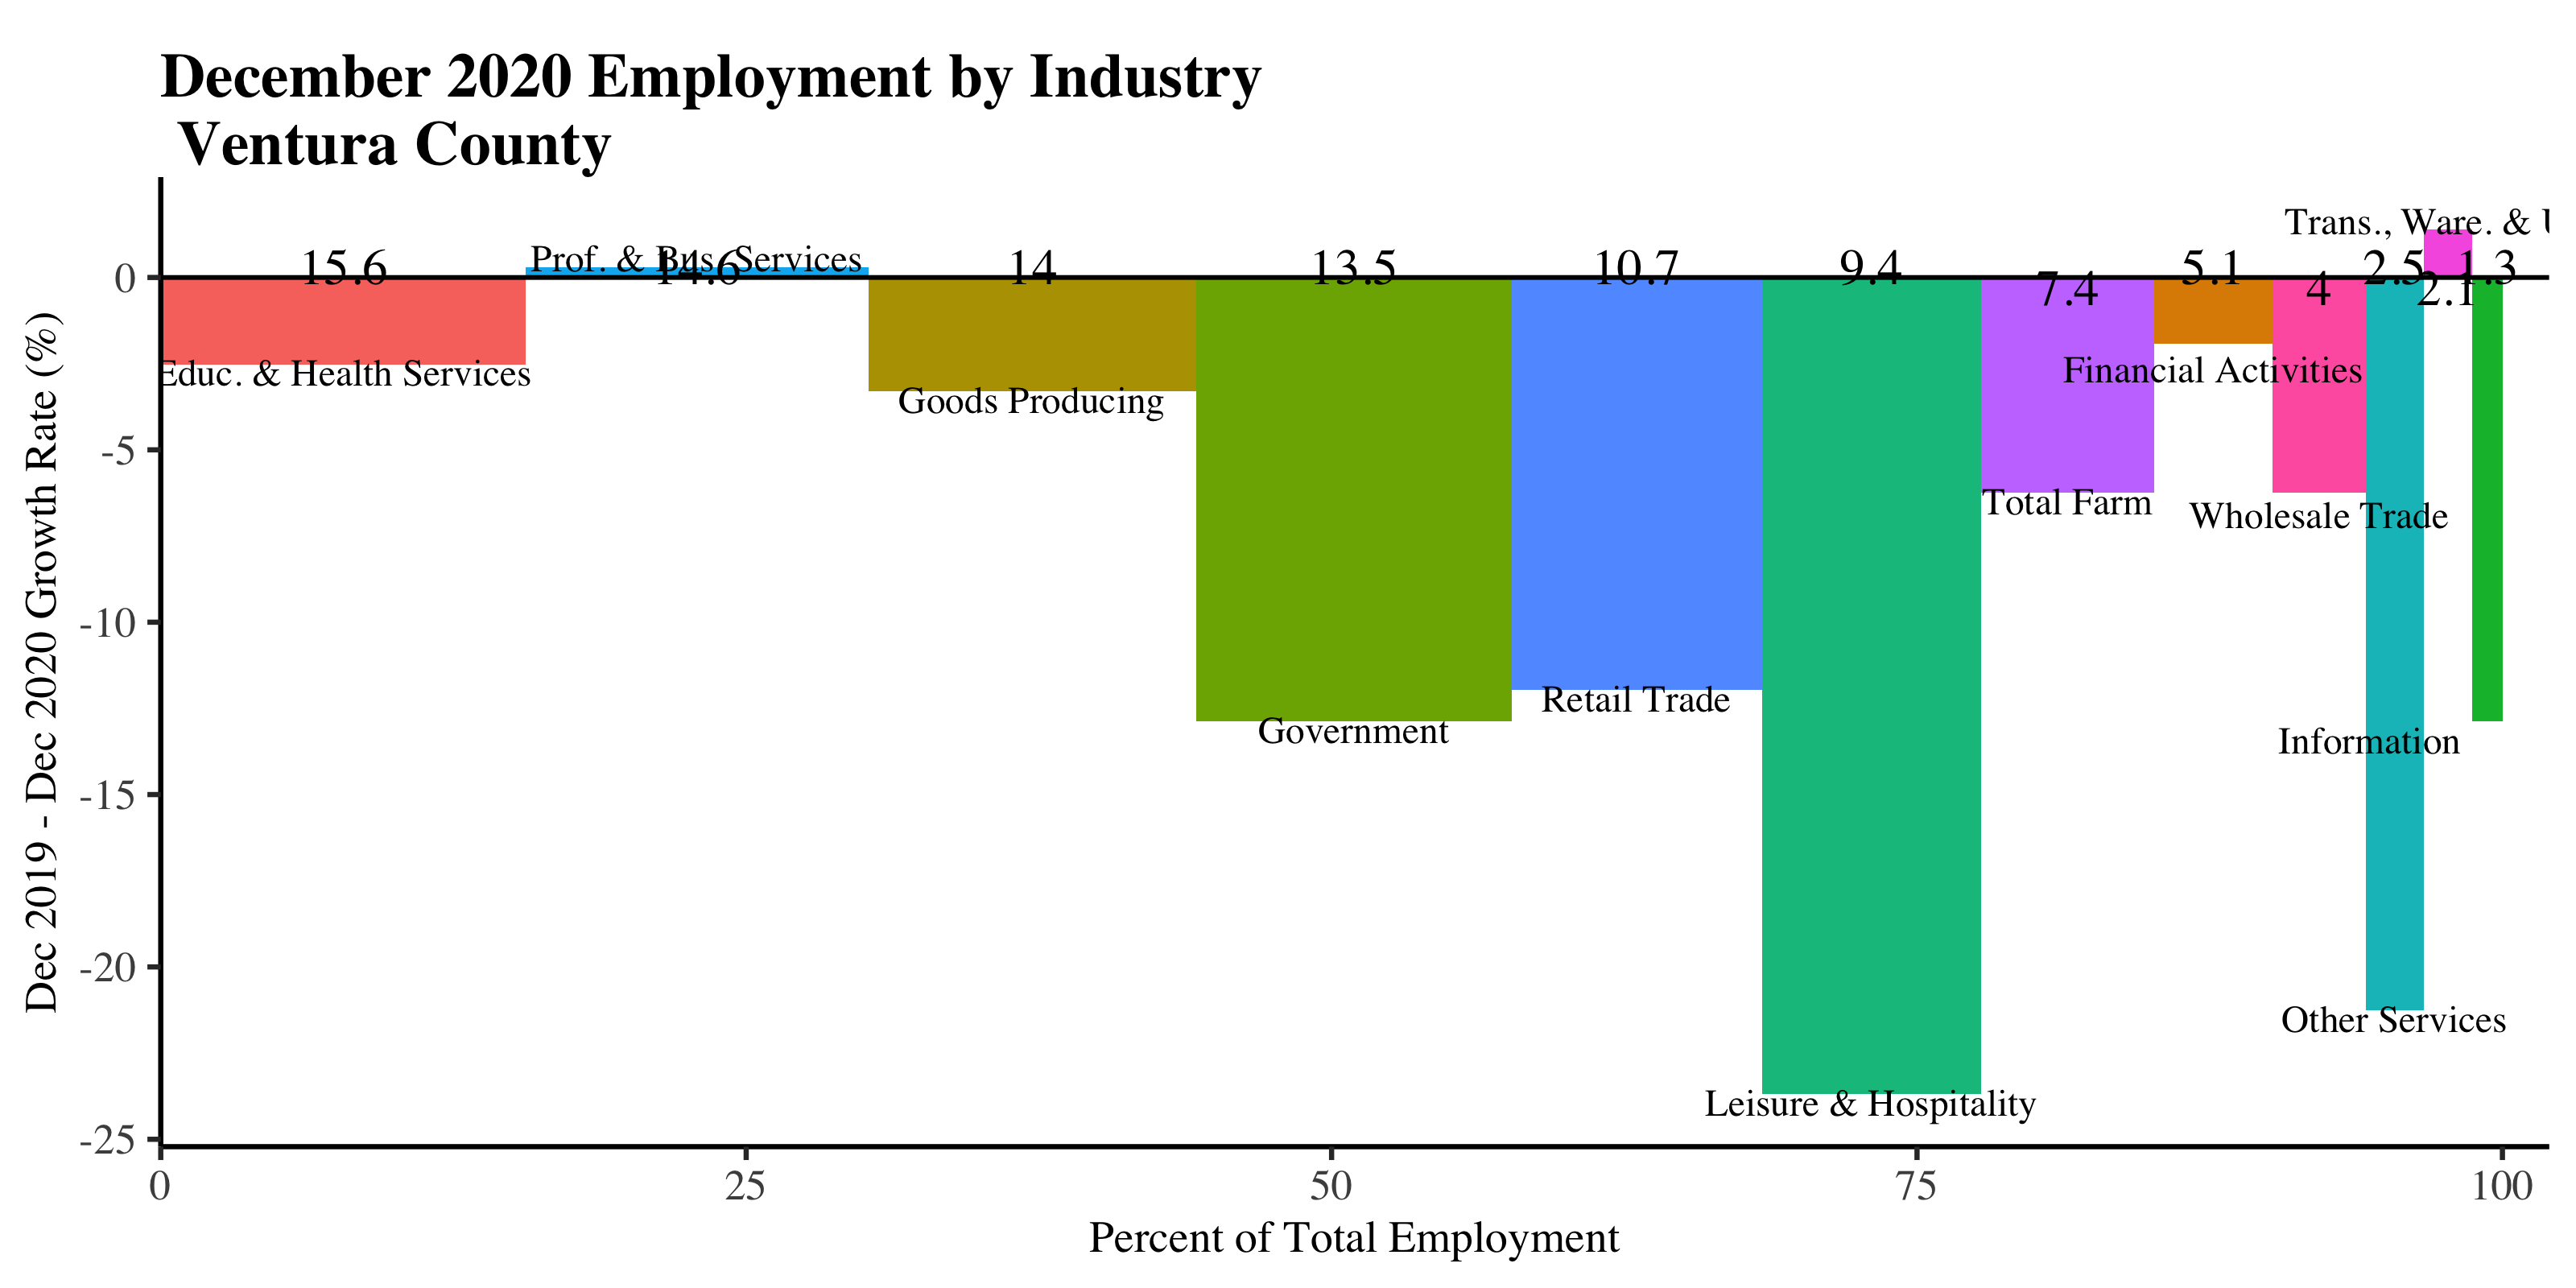 December 2020 Employment by Industry
Ventura County
Trans., Ware. & U
Prof. & Bus. Services
15.6
14.6
14
13.5
10.7
9.4
7.4
5.1
4
2.5
2.1
1.3
Educ. & Health Services
Goods Producing
Government
Retail Trade
Leisure & Hospitality
Total Farm
Financial Activities
Wholesale Trade
Information
Other Services
0
-5
-10
-15
-20
-25
Dec 2019 - Dec 2020 Growth Rate (%)
0
25
50
75
100
Percent of Total Employment